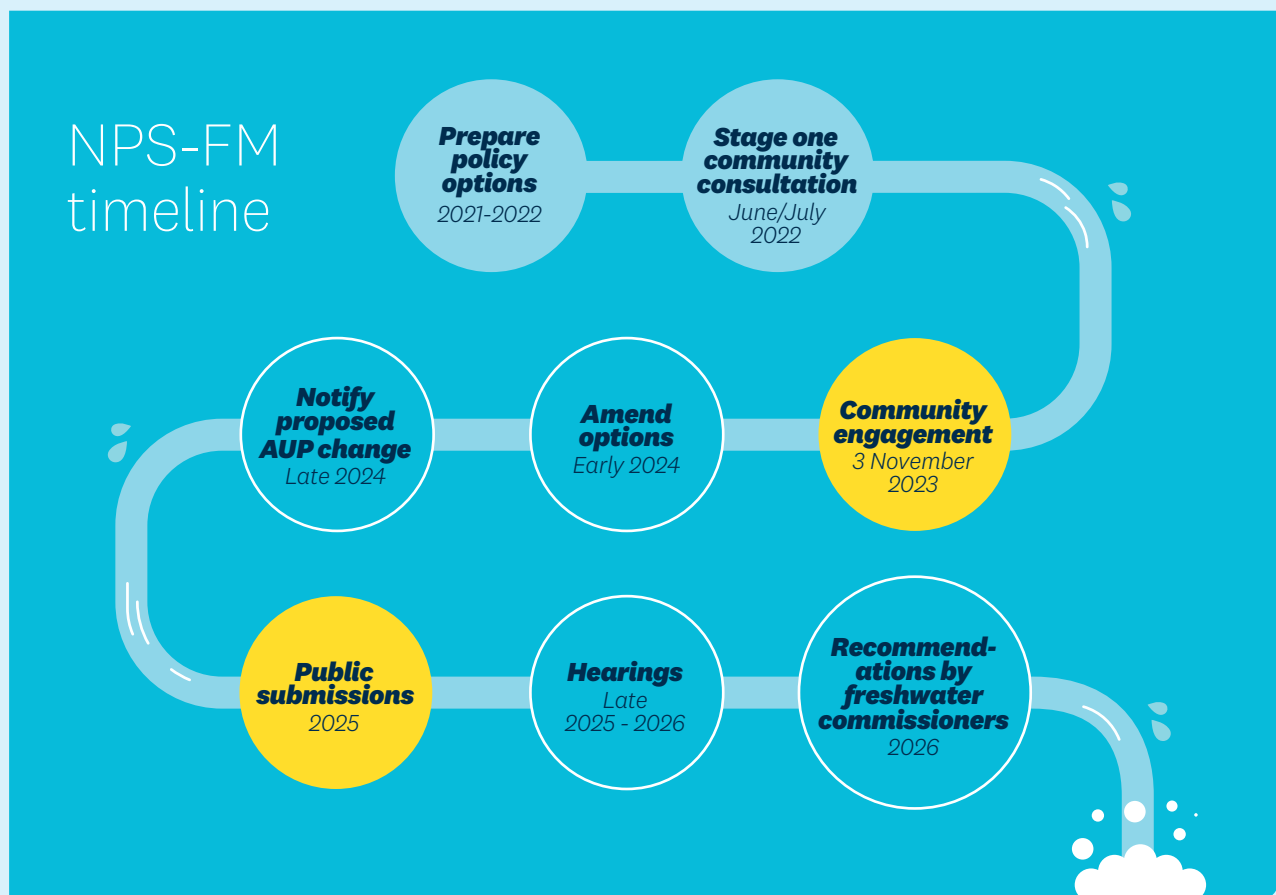 NPS-FM
timeline
Prepare
policy
options
2021-2022
Stage one
community
consultation
June/July
2022
Community
engagement
3 November
2023
Amend
options
Early 2024
Notify
proposed
AUP change
Late 2024
Public
submissions
2025
Hearings
Late
2025 - 2026
Recommend-
ations by
freshwater
commissioners
2026